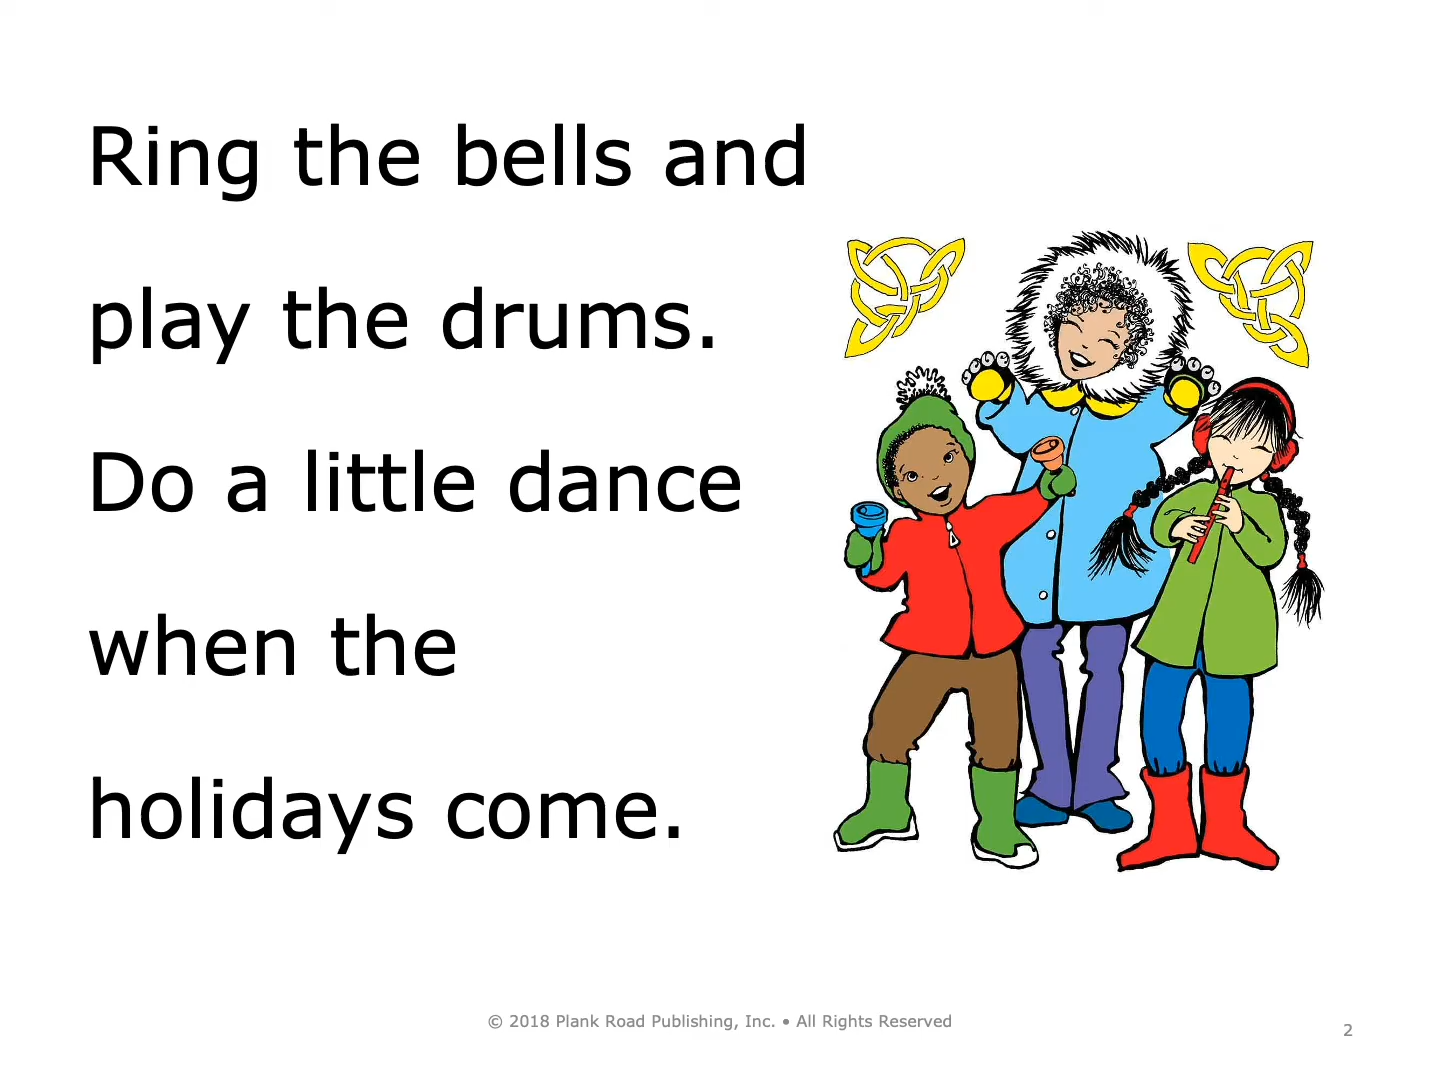 Ring the bells and
play the drums.
Do a little dance
when the
holidays come.
© 2018 Plank Road Publishing, Inc. • All Rights Reserved
2